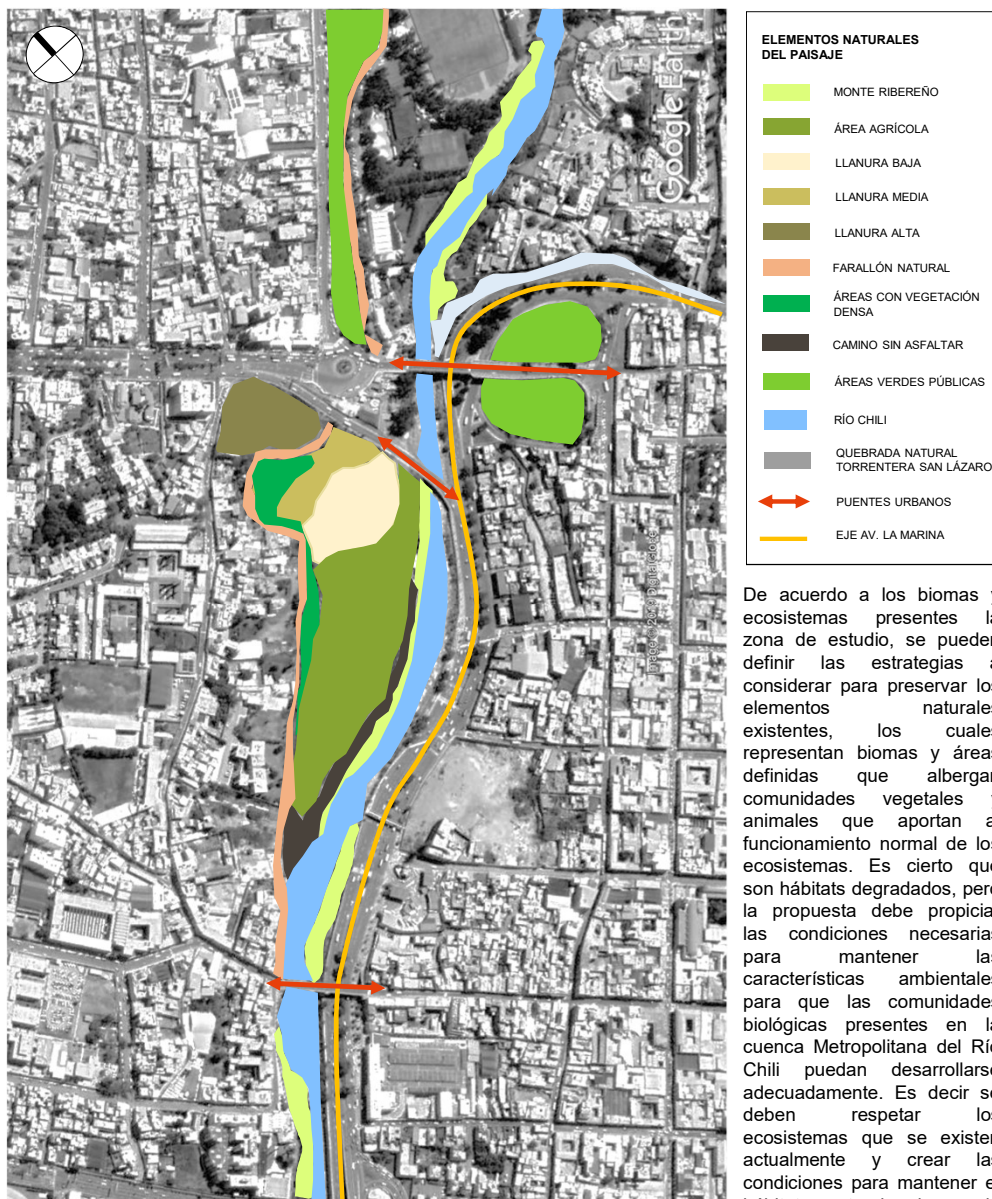 Google Earth
ELEMENTOS NATURALES
DEL PAISAJE
MONTE RIBEREÑO
ÁREA AGRÍCOLA
LLANURA BAJA
LLANURA MEDIA
LLANURA ALTA
FARALLÓN NATURAL
ÁREAS CON VEGETACIÓN
DENSA
CAMINO SIN ASFALTAR
ÁREAS VERDES PÚBLICAS
RÍO CHILI
QUEBRADA NATURAL
TORRENTERA SAN LÁZARO
PUENTES URBANOS
EJE AV. LA MARINA
De acuerdo a los biomas y
ecosistemas presentes la
zona de estudio, se pueden
definir las estrategias a
considerar para preservar los
elementos naturales
existentes, los cuales
representan biomas y áreas
definidas que albergan
comunidades vegetales y
animales que aportan al
funcionamiento normal de los
ecosistemas. Es cierto que
son hábitats degradados, pero
la propuesta debe propiciar
las condiciones necesarias
para mantener las
características ambientales
para que las comunidades
biológicas presentes en la
cuenca Metropolitana del Río
Chili puedan desarrollarse
adecuadamente. Es decir se
deben respetar los
ecosistemas que se existen
actualmente y crear las
condiciones para mantener el